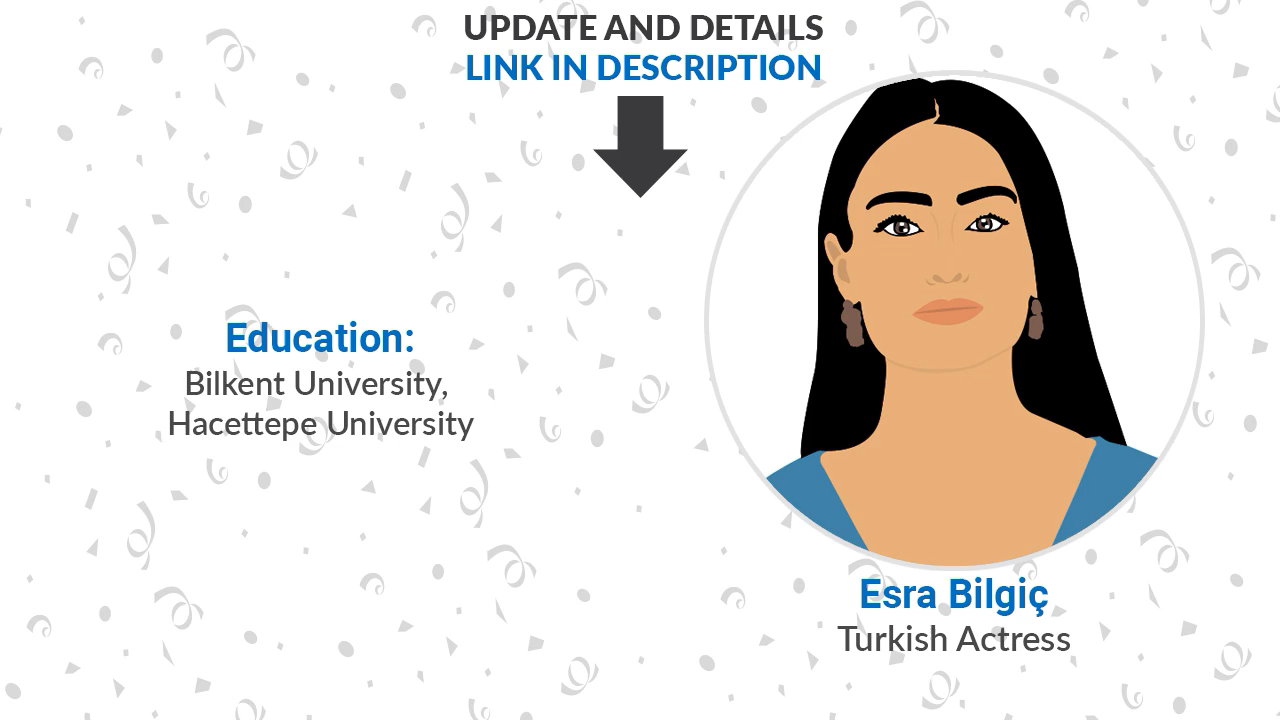 UPDATE AND DETAILS
LINK IN DESCRIPTION
Education:
Bilkent University,
Hacettepe University
Esra Bilgiç
Turkish Actress